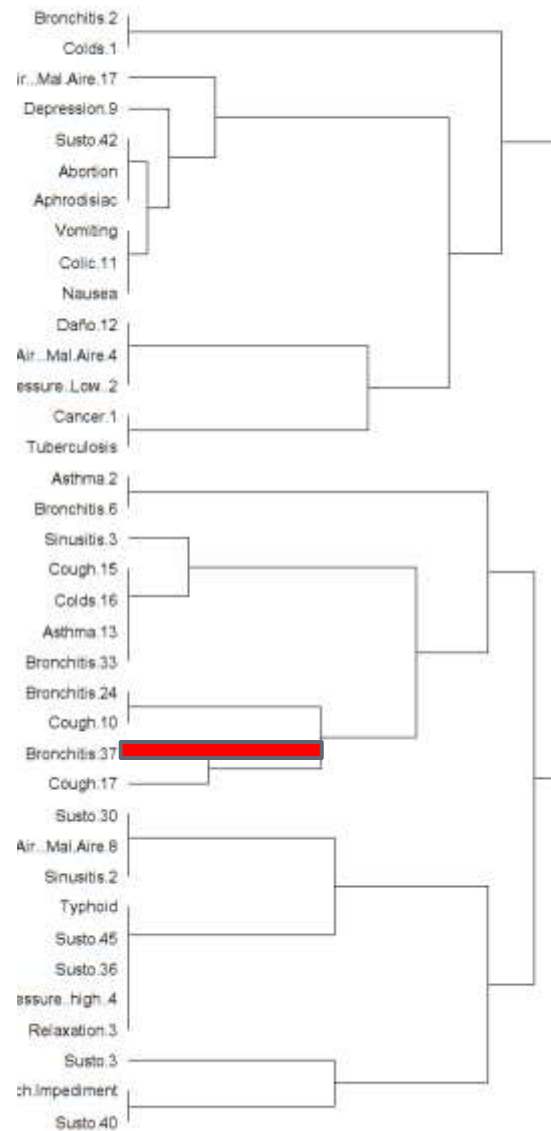 Bronchitis.2
Colds.1
ir...Mal.Aire.17
Depression.9
Susto.42
Abortion
Aphrodisiac
Vomiting
Colic.11
Nausea
Daño.12
Air...Mal.Aire.4
essure..Low..2
Cancer.1
Tuberculosis
Asthma.2
Bronchitis.6
Sinusitis.3
Cough.15
Colds.16
Asthma.13
Bronchitis.33
Bronchitis.24
Cough.10
Bronchitis.37
Cough.17
Susto.30
Air...Mal.Aire.8
Sinusitis.2
Typhoid
Susto.45
Susto.36
essure..high..4
Relaxation.3
Susto.3
ch.Impediment
Susto.40